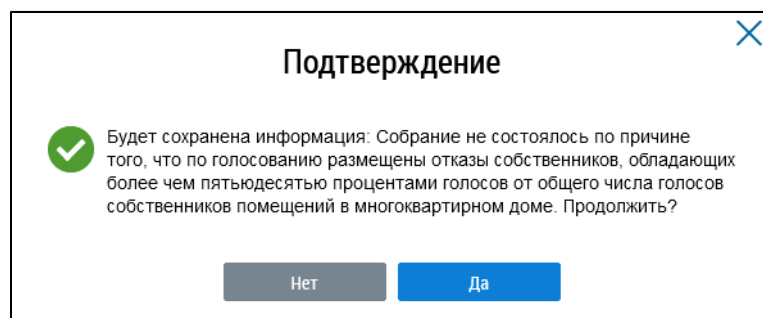 Подтверждение
Будет сохранена информация: Собрание не состоялось по причине
того, что по голосованию размещены отказы собственников, обладающих
более чем пятьюдесятью процентами голосов от общего числа голосов
собственников помещений в многоквартирном доме. Продолжить?
Нет
Да